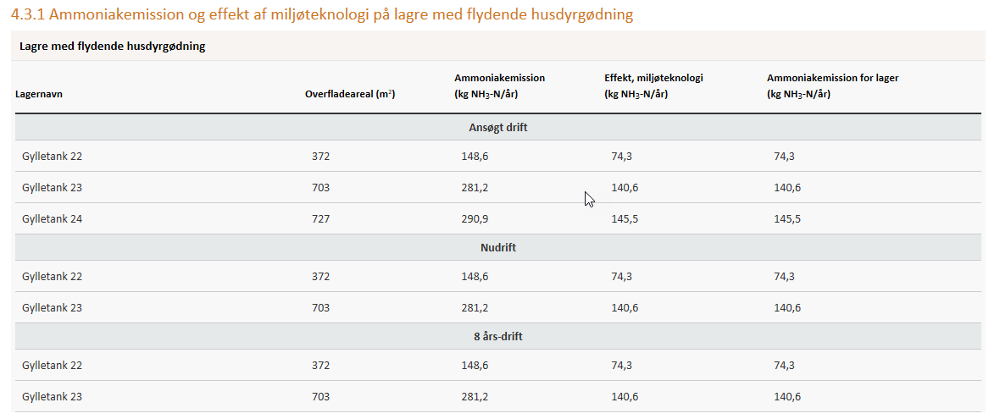 4.3.1 Ammoniakemission og effekt af miljøteknologi på lagre med flydende husdyrgødning
Lagre med flydende husdyrgødning
Lagernavn Overfladeareal (m²) Ammoniakemission (kg NH₃-N/år) Effekt, miljøteknologi (kg NH₃-N/år) Ammoniakemission for lager (kg NH₃-N/år)
Ansøgt drift
Gylletank 22 372 148,6 74,3 74,3
Gylletank 23 703 281,2 140,6 140,6
Gylletank 24 727 290,9 145,5 145,5
Nudrift
Gylletank 22 372 148,6 74,3 74,3
Gylletank 23 703 281,2 140,6 140,6
8 års-drift
Gylletank 22 372 148,6 74,3 74,3
Gylletank 23 703 281,2 140,6 140,6